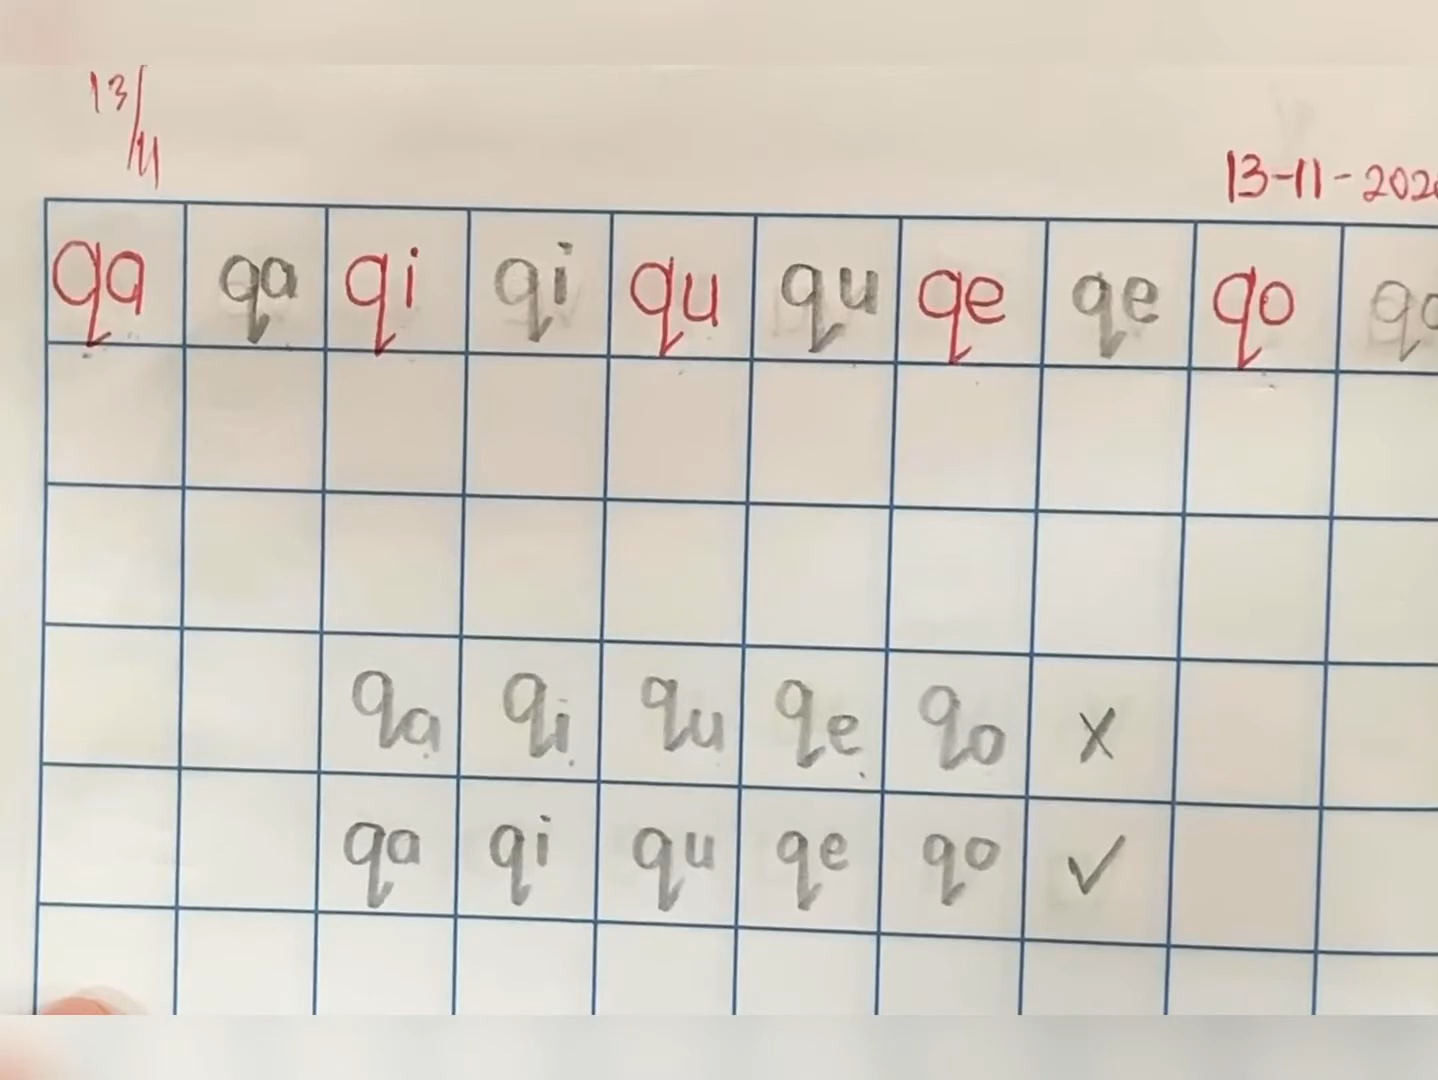 13/11
13-11-202
qa qa qi qi qu qu qe qe qo
qa qi qu qe qo x
qa qi qu qe qo ✓